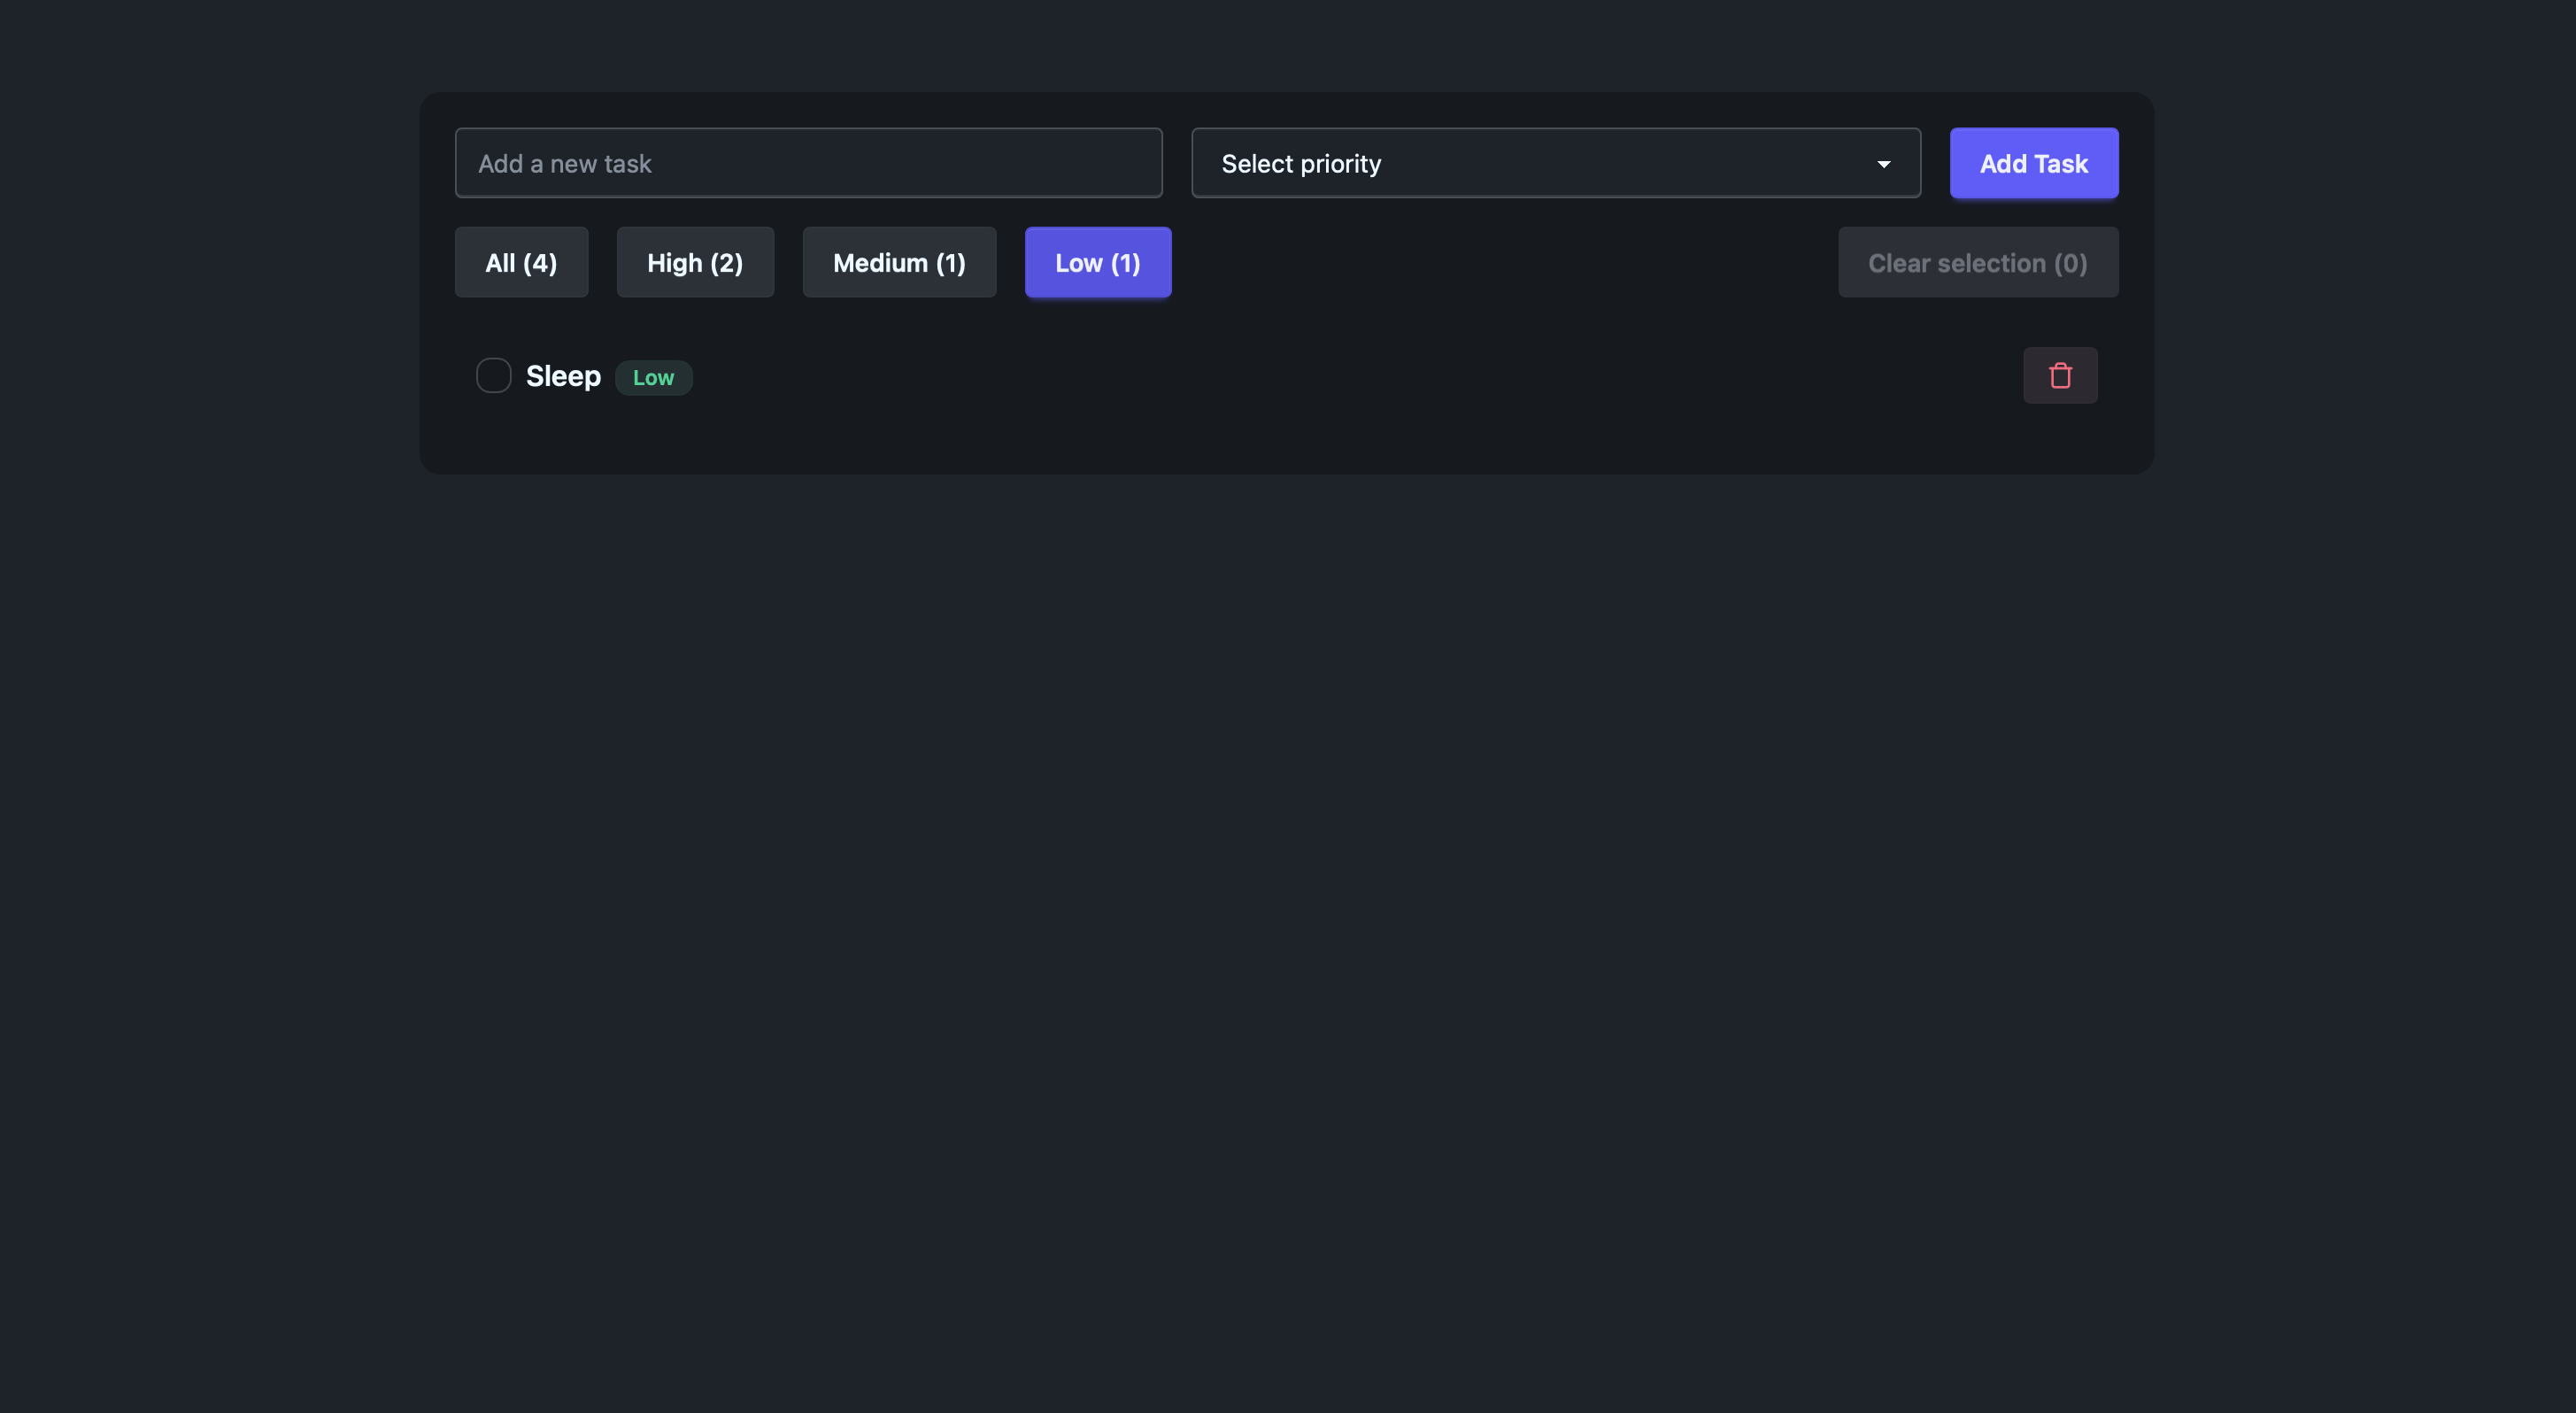 Add a new task Select priority Add Task
All (4) High (2) Medium (1) Low (1) Clear selection (0)
Sleep Low